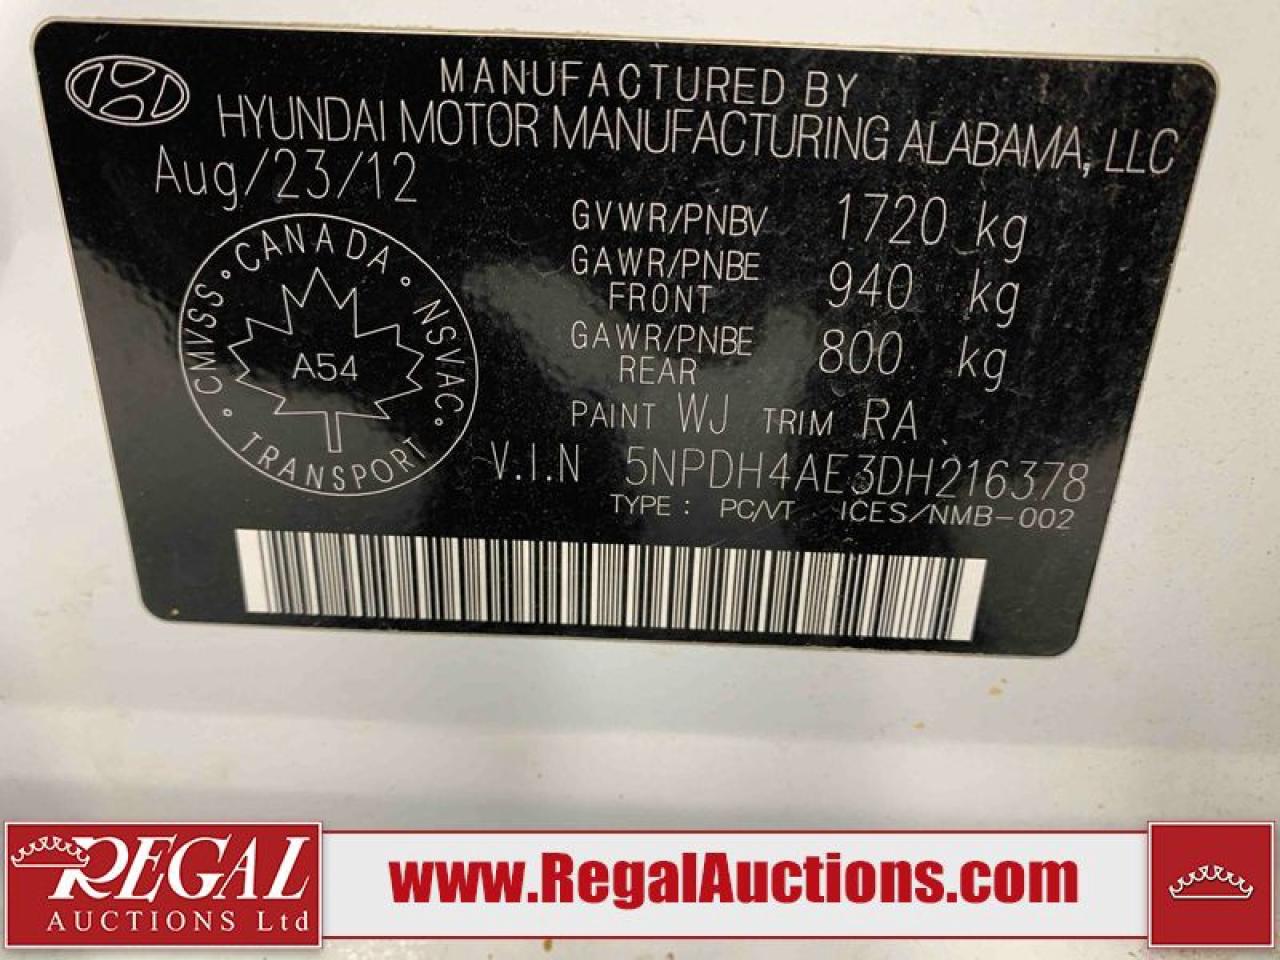 MANUFACTURED BY
HYUNDAI MOTOR MANUFACTURING ALABAMA, LLC
Aug/23/12
GVWR/PNBV 1720 kg
GAWR/PNBE FRONT 940 kg
GAWR/PNBE REAR 800 kg
CANADA · NSVAC · TRANSPORT · CMVSS ·
A54
PAINT WJ TRIM RA
V.I.N 5NPDH4AE3DH216378
TYPE : PC/VT ICES/NMB-002
REGAL
AUCTIONS Ltd
www.RegalAuctions.com